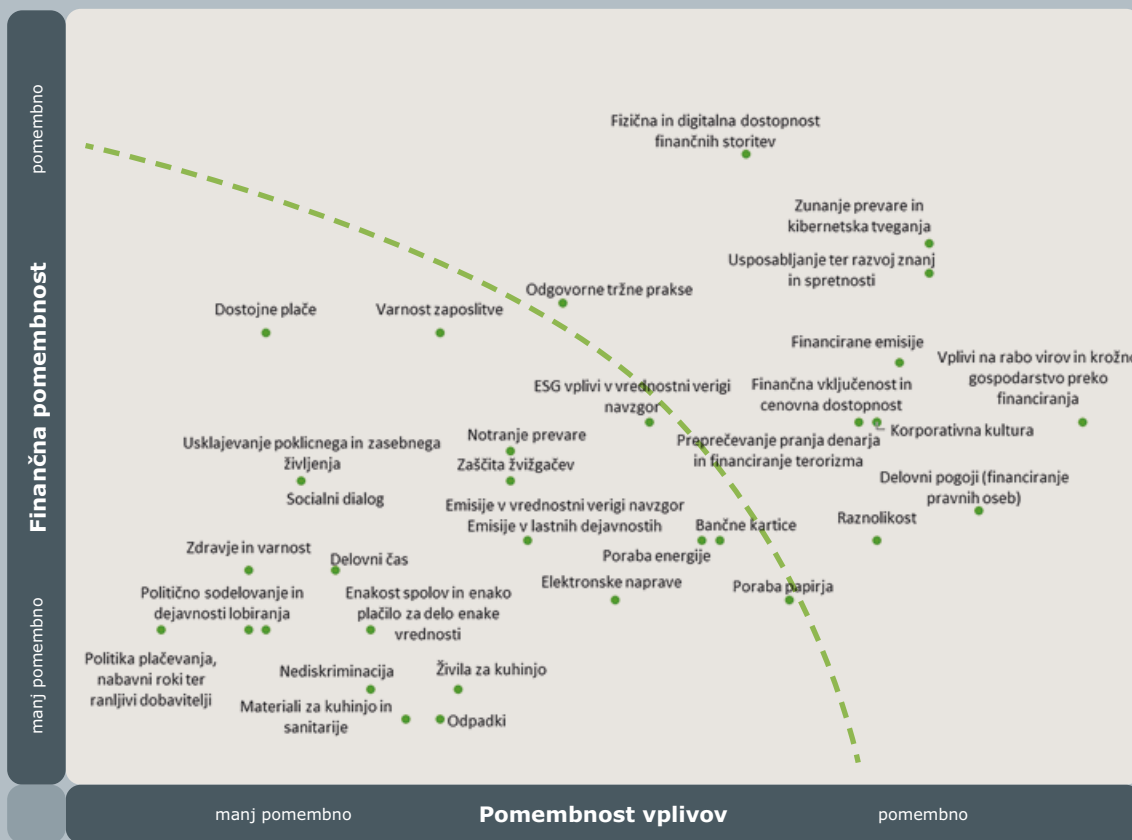 pomembno
Finančna pomembnost
manj pomembno
Fizična in digitalna dostopnost
finančnih storitev
Zunanje prevare in
kibernetska tveganja
Usposabljanje ter razvoj znanj
in spretnosti
Odgovorne tržne prakse
Dostojne plače
Varnost zaposlitve
Financirane emisije
Vplivi na rabo virov in krožno
gospodarstvo preko
financiranja
ESG vplivi v vrednostni verigi
navzgor
Finančna vključenost in
cenovna dostopnost
Korporativna kultura
Usklajevanje poklicnega in zasebnega
življenja
Notranje prevare
Preprečevanje pranja denarja
in financiranje terorizma
Zaščita žvižgačev
Socialni dialog
Delovni pogoji (financiranje
pravnih oseb)
Emisije v vrednostni verigi navzgor
Emisije v lastnih dejavnostih
Bančne kartice
Raznolikost
Zdravje in varnost
Delovni čas
Poraba energije
Elektronske naprave
Poraba papirja
Politično sodelovanje in
dejavnosti lobiranja
Enakost spolov in enako
plačilo za delo enake
vrednosti
Politika plačevanja,
nabavni roki ter
ranljivi dobavitelji
Nediskriminacija
Živila za kuhinjo
Materiali za kuhinjo in
sanitarije
Odpadki
manj pomembno
Pomembnost vplivov
pomembno